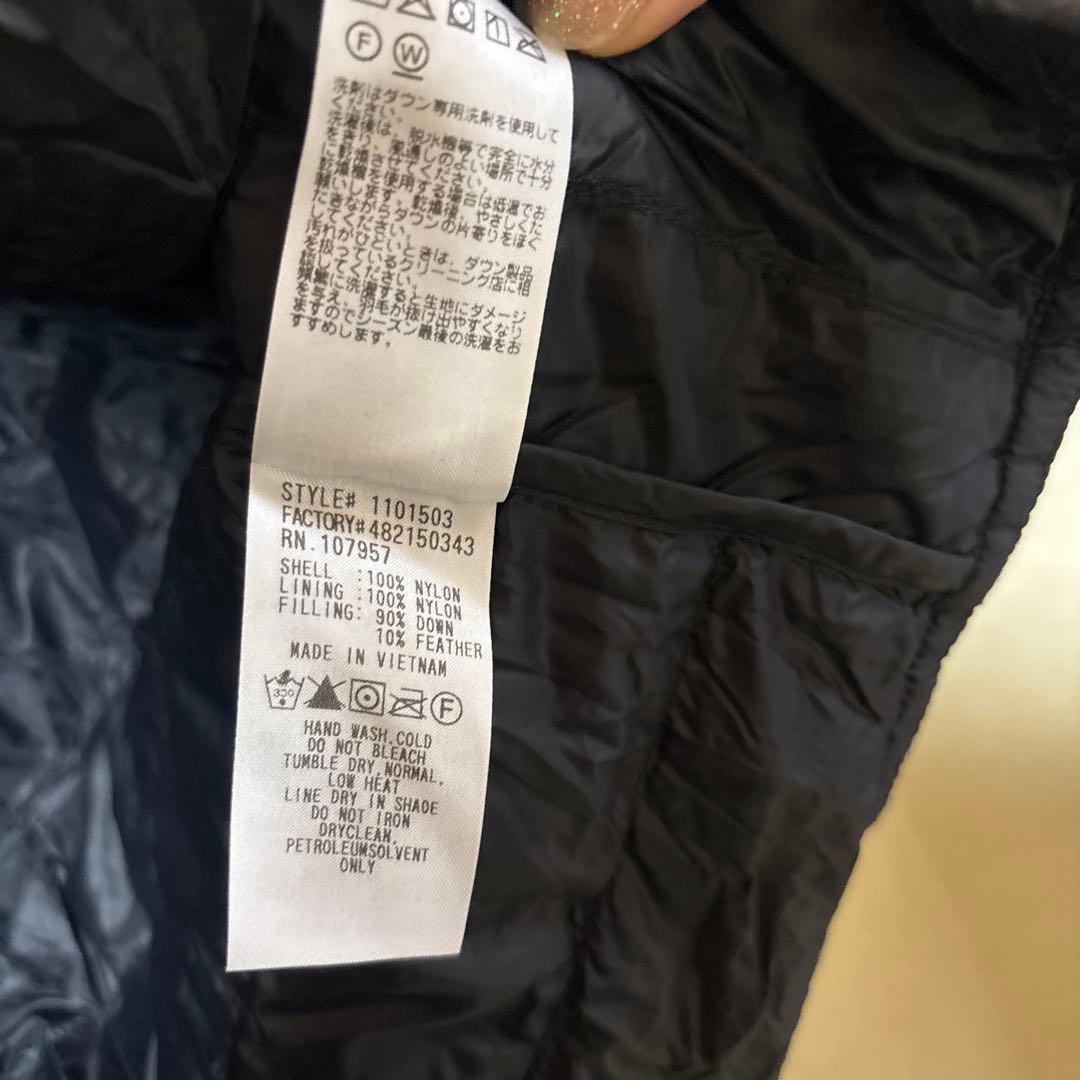 F W
洗剤はダウン専用洗剤を使用して
ください。
洗濯後は、脱水機等で完全に水分
をきり、風通しのよい場所で十分
に乾燥させてください。
乾燥機を使用する場合は低温でお
願いします。乾燥後、やさしくた
たきながらダウンの片寄りをほぐ
してください。
汚れがひどいときは、ダウン製品
を扱っているクリーニング店に相
談してください。
頻繁に洗濯すると生地にダメージ
を与え、羽毛が抜け出やすくなり
ますので、シーズン最後の洗濯をお
すすめします。
STYLE# 1101503
FACTORY#482150343
RN.107957
SHELL :100% NYLON
LINING :100% NYLON
FILLING: 90% DOWN
10% FEATHER
MADE IN VIETNAM
30C F
HAND WASH,COLD
DO NOT BLEACH
TUMBLE DRY,NORMAL,
LOW HEAT
LINE DRY IN SHADE
DO NOT IRON
DRYCLEAN,
PETROLEUMSOLVENT
ONLY